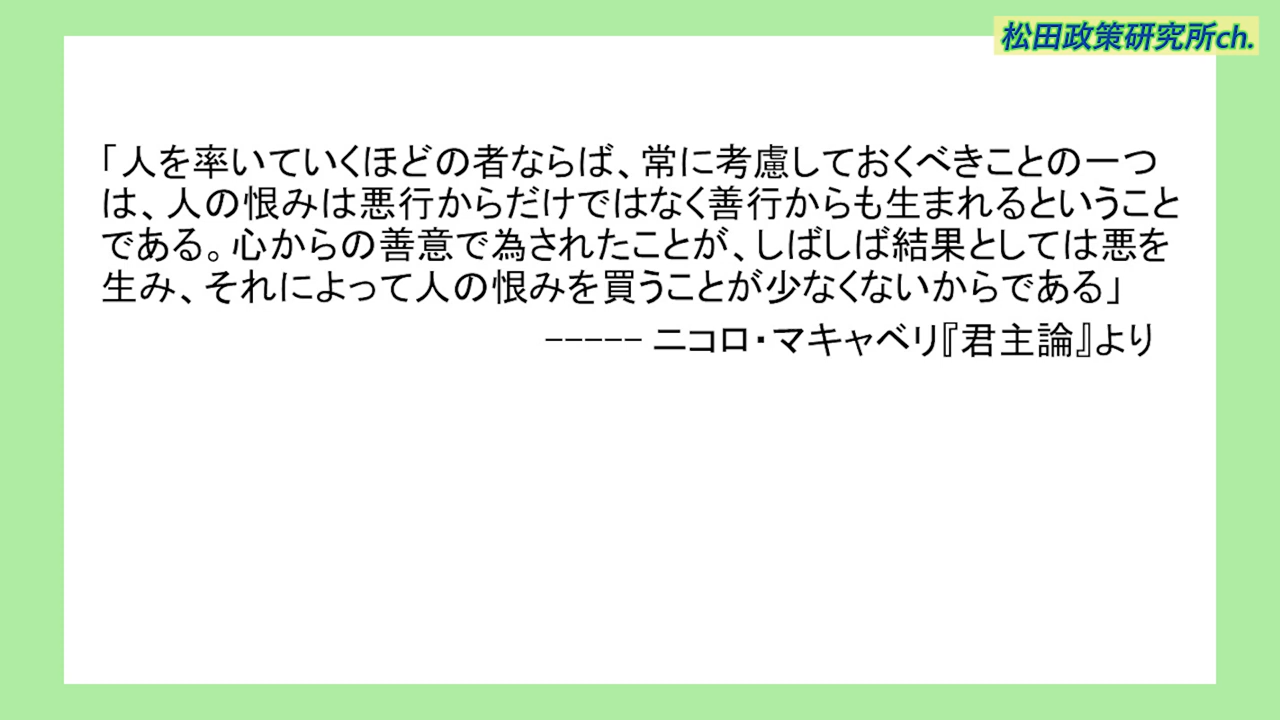 松田政策研究所ch.
「人を率いていくほどの者ならば、常に考慮しておくべきことの一つ
は、人の恨みは悪行からだけではなく善行からも生まれるということ
である。心からの善意で為されたことが、しばしば結果としては悪を
生み、それによって人の恨みを買うことが少なくないからである」
----- ニコロ・マキャベリ『君主論』より